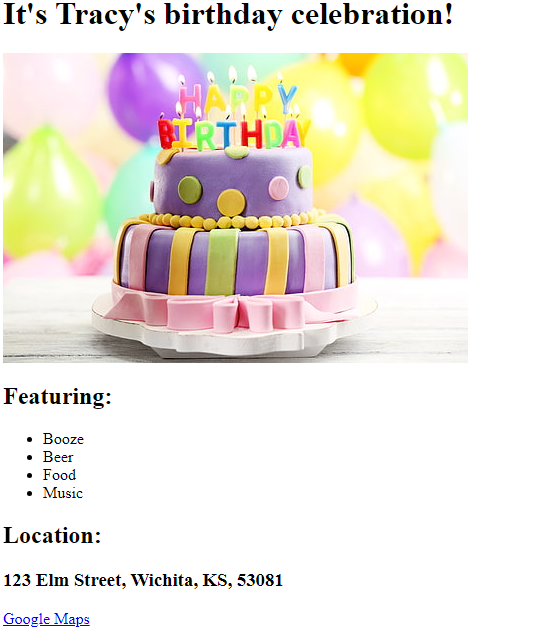 It's Tracy's birthday celebration!
HAPPY
BIRTHDAY
Featuring:
Booze
Beer
Food
Music
Location:
123 Elm Street, Wichita, KS, 53081
Google Maps